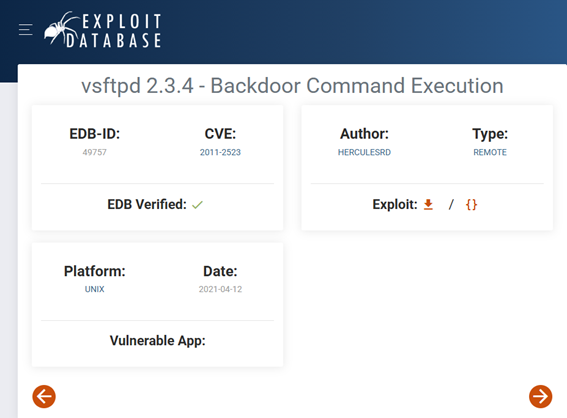 EXPLOIT
DATABASE
vsftpd 2.3.4 - Backdoor Command Execution
EDB-ID:
49757
CVE:
2011-2523
EDB Verified:
Author:
HERCULESRD
Type:
REMOTE
Exploit: / {}
Platform:
UNIX
Date:
2021-04-12
Vulnerable App: